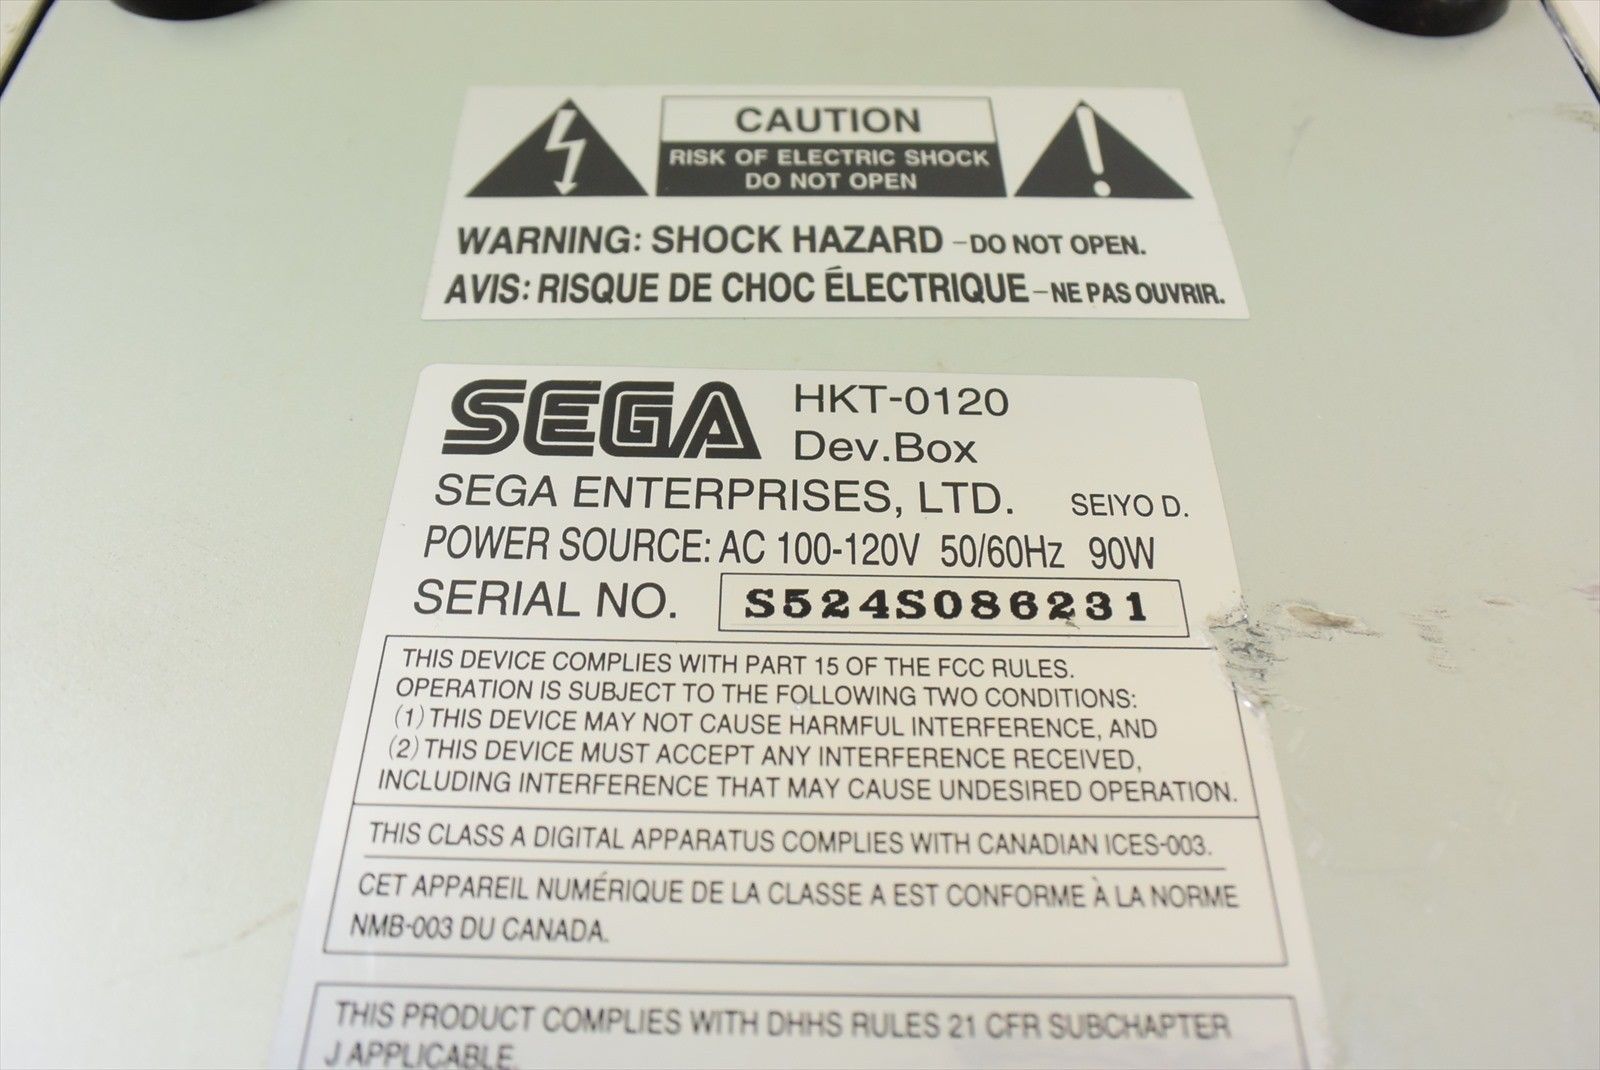 CAUTION
RISK OF ELECTRIC SHOCK
DO NOT OPEN
WARNING: SHOCK HAZARD –DO NOT OPEN.
AVIS: RISQUE DE CHOC ÉLECTRIQUE –NE PAS OUVRIR.
SEGA HKT-0120
Dev.Box
SEGA ENTERPRISES, LTD. SEIYO D.
POWER SOURCE: AC 100-120V 50/60Hz 90W
SERIAL NO. S524S086231
THIS DEVICE COMPLIES WITH PART 15 OF THE FCC RULES.
OPERATION IS SUBJECT TO THE FOLLOWING TWO CONDITIONS:
(1) THIS DEVICE MAY NOT CAUSE HARMFUL INTERFERENCE, AND
(2) THIS DEVICE MUST ACCEPT ANY INTERFERENCE RECEIVED,
INCLUDING INTERFERENCE THAT MAY CAUSE UNDESIRED OPERATION.
THIS CLASS A DIGITAL APPARATUS COMPLIES WITH CANADIAN ICES-003.
CET APPAREIL NUMÉRIQUE DE LA CLASSE A EST CONFORME À LA NORME
NMB-003 DU CANADA.
THIS PRODUCT COMPLIES WITH DHHS RULES 21 CFR SUBCHAPTER
J APPLICABLE.